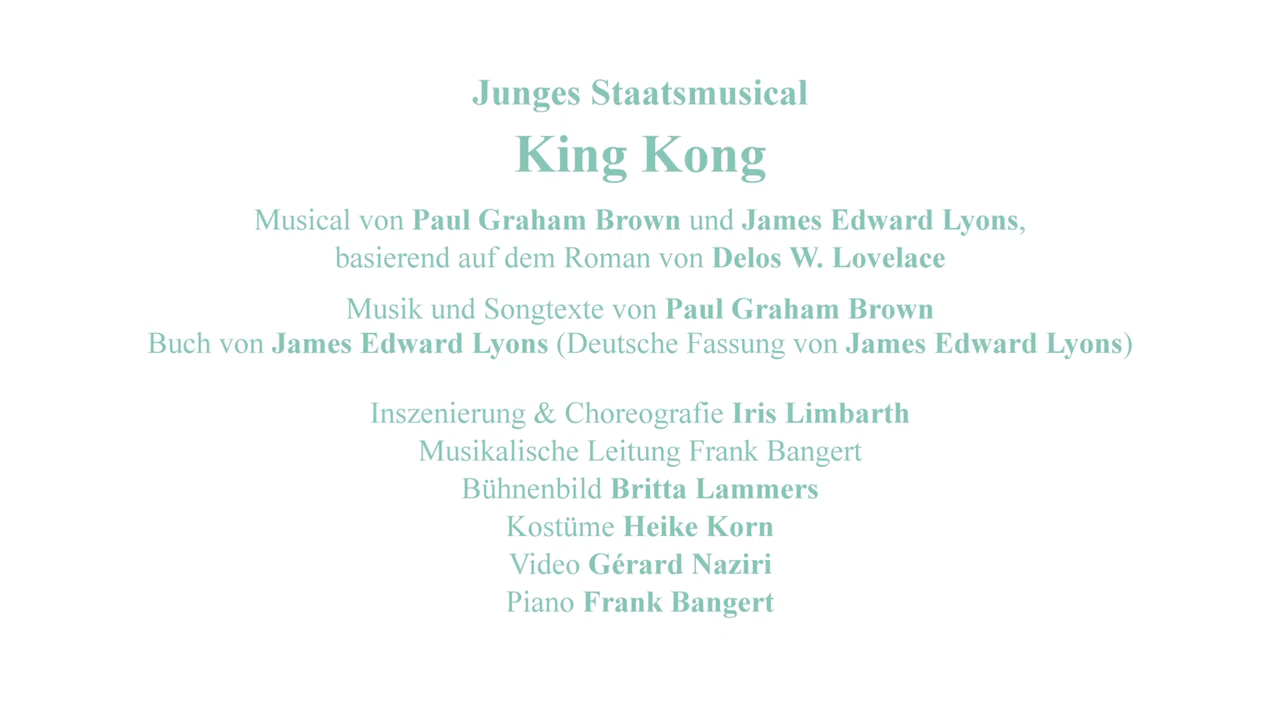 Junges Staatsmusical
King Kong
Musical von Paul Graham Brown und James Edward Lyons,
basierend auf dem Roman von Delos W. Lovelace
Musik und Songtexte von Paul Graham Brown
Buch von James Edward Lyons (Deutsche Fassung von James Edward Lyons)
Inszenierung & Choreografie Iris Limbarth
Musikalische Leitung Frank Bangert
Bühnenbild Britta Lammers
Kostüme Heike Korn
Video Gérard Naziri
Piano Frank Bangert